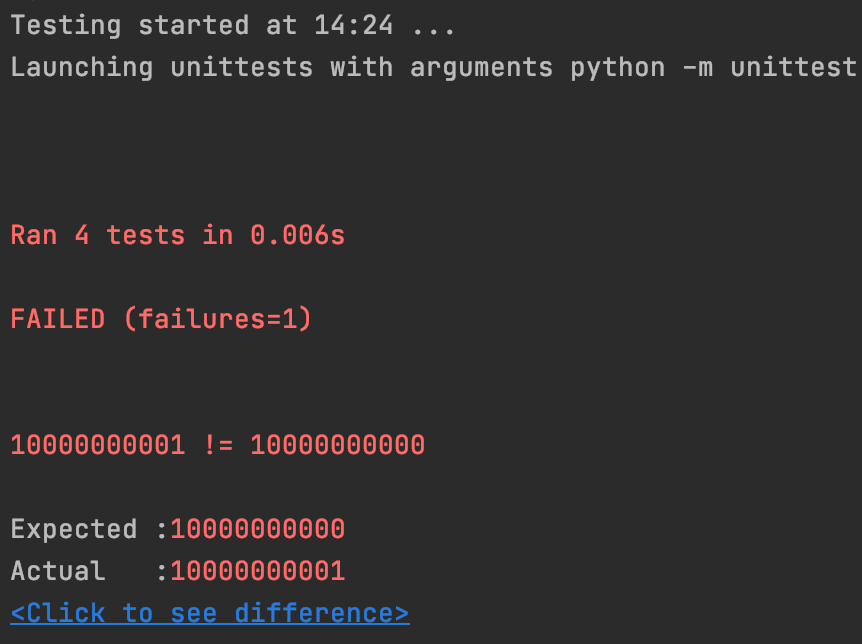 Testing started at 14:24 ...
Launching unittests with arguments python -m unittest
Ran 4 tests in 0.006s
FAILED (failures=1)
10000000001 != 10000000000
Expected :10000000000
Actual   :10000000001
<Click to see difference>